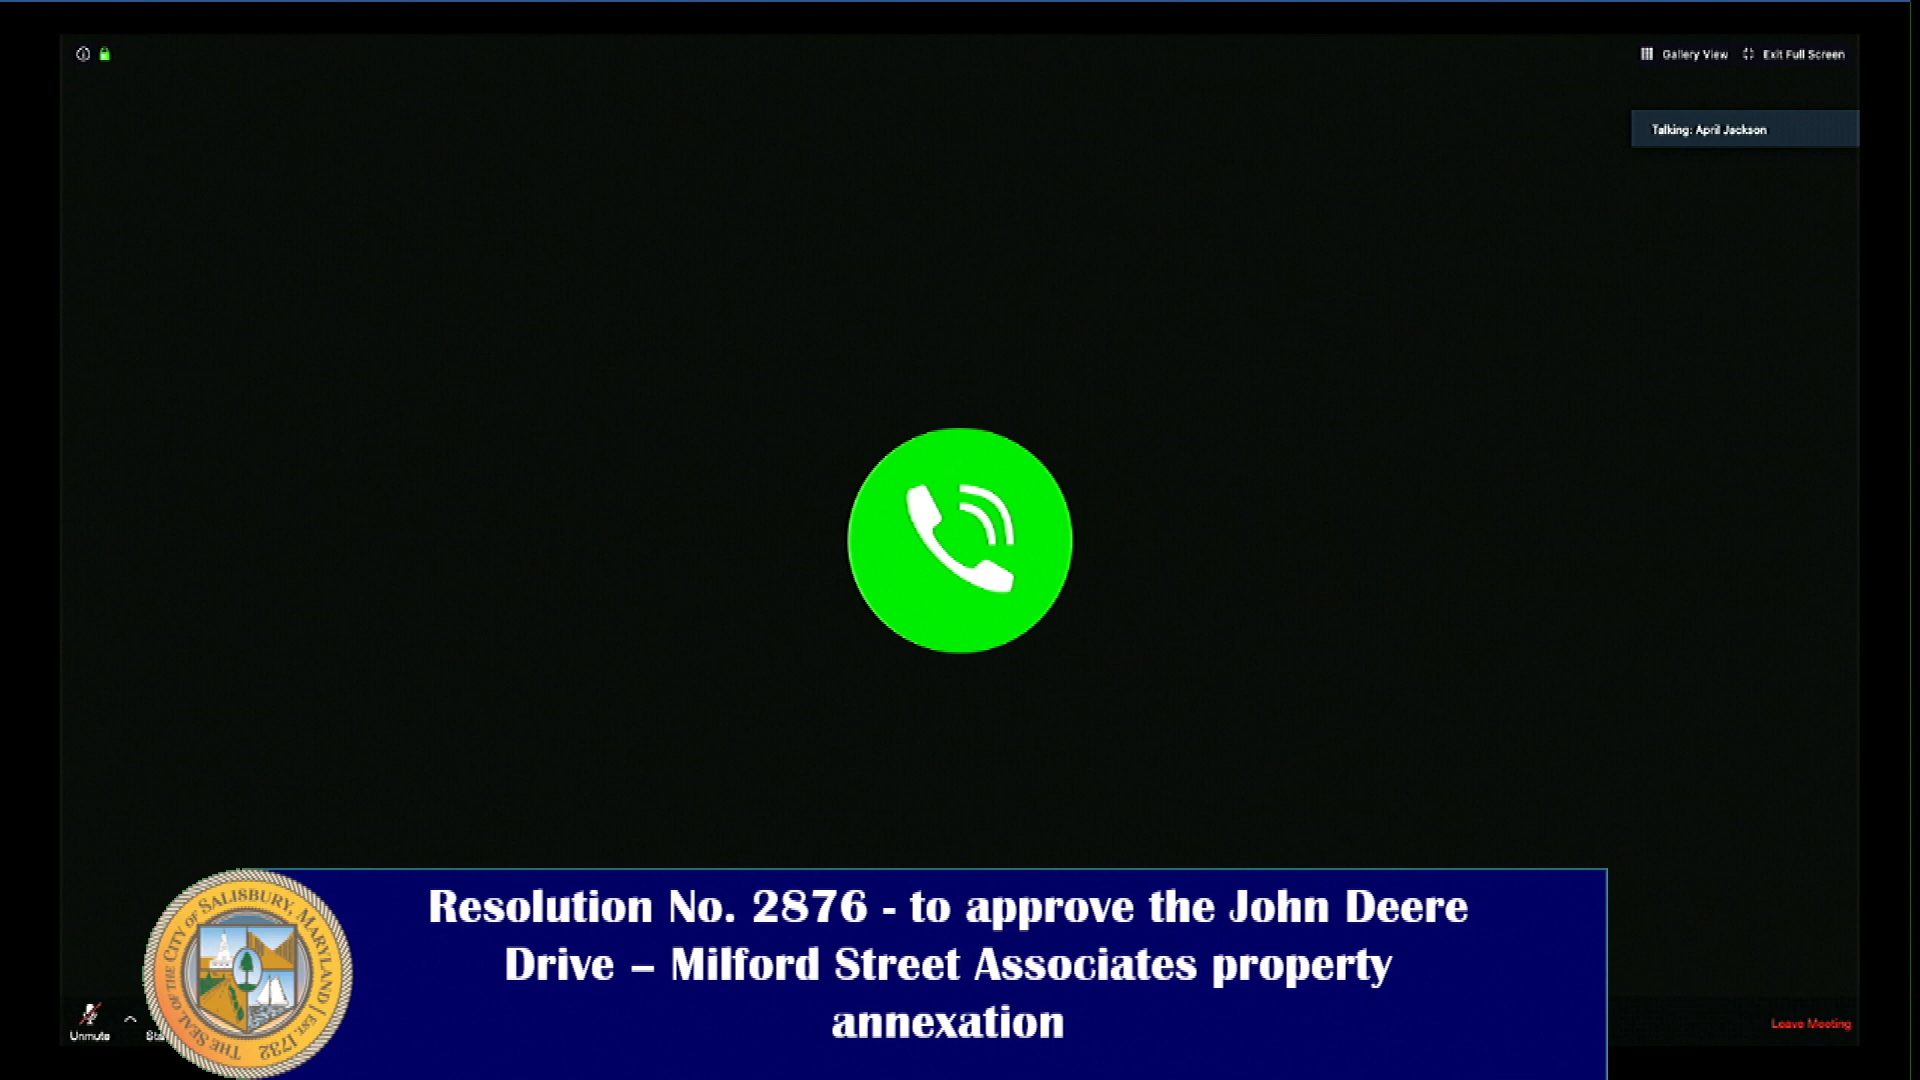 Gallery View Exit Full Screen
Talking: April Jackson
Resolution No. 2876 - to approve the John Deere
Drive – Milford Street Associates property
annexation
THE SEAL OF THE CITY OF SALISBURY, MARYLAND | EST. 1732
Unmute
Leave Meeting